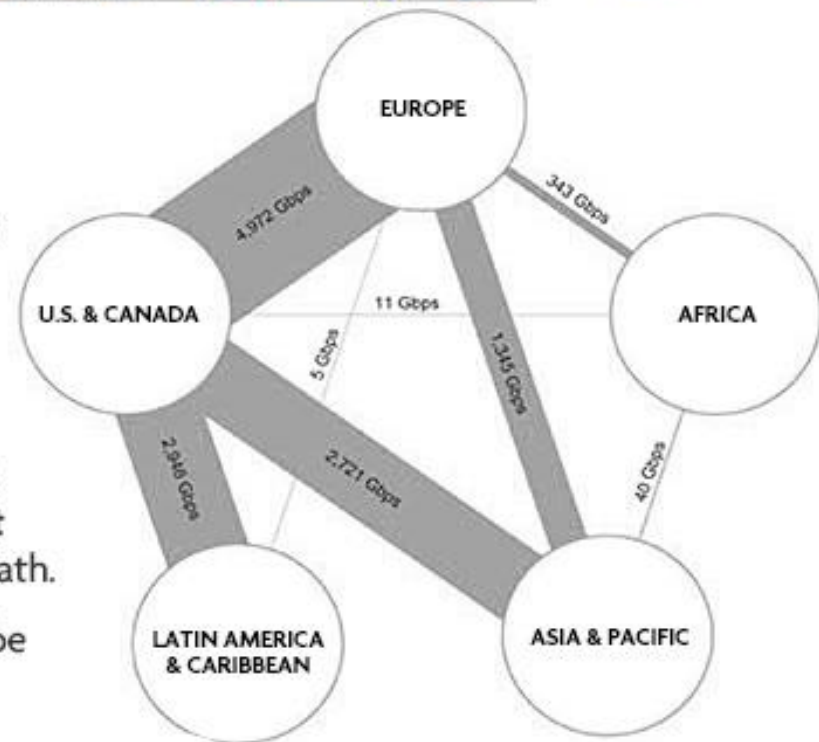 EUROPE
4,972 Gbps
343 Gbps
U.S. & CANADA
11 Gbps
AFRICA
5 Gbps
1,345 Gbps
2,946 Gbps
2,721 Gbps
40 Gbps
ath.
LATIN AMERICA
& CARIBBEAN
ASIA & PACIFIC